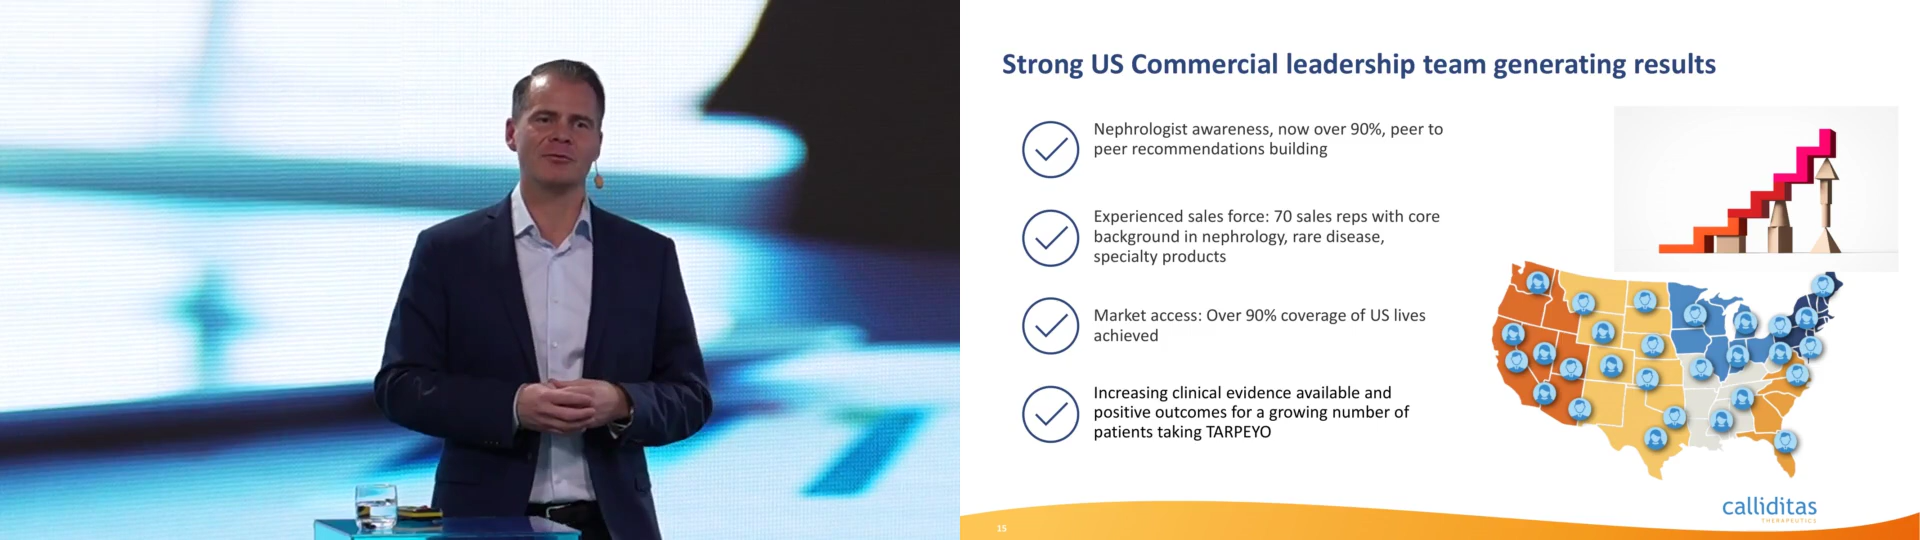 Strong US Commercial leadership team generating results
Nephrologist awareness, now over 90%, peer to
peer recommendations building
Experienced sales force: 70 sales reps with core
background in nephrology, rare disease,
specialty products
Market access: Over 90% coverage of US lives
achieved
Increasing clinical evidence available and
positive outcomes for a growing number of
patients taking TARPEYO
calliditas
THERAPEUTICS
15